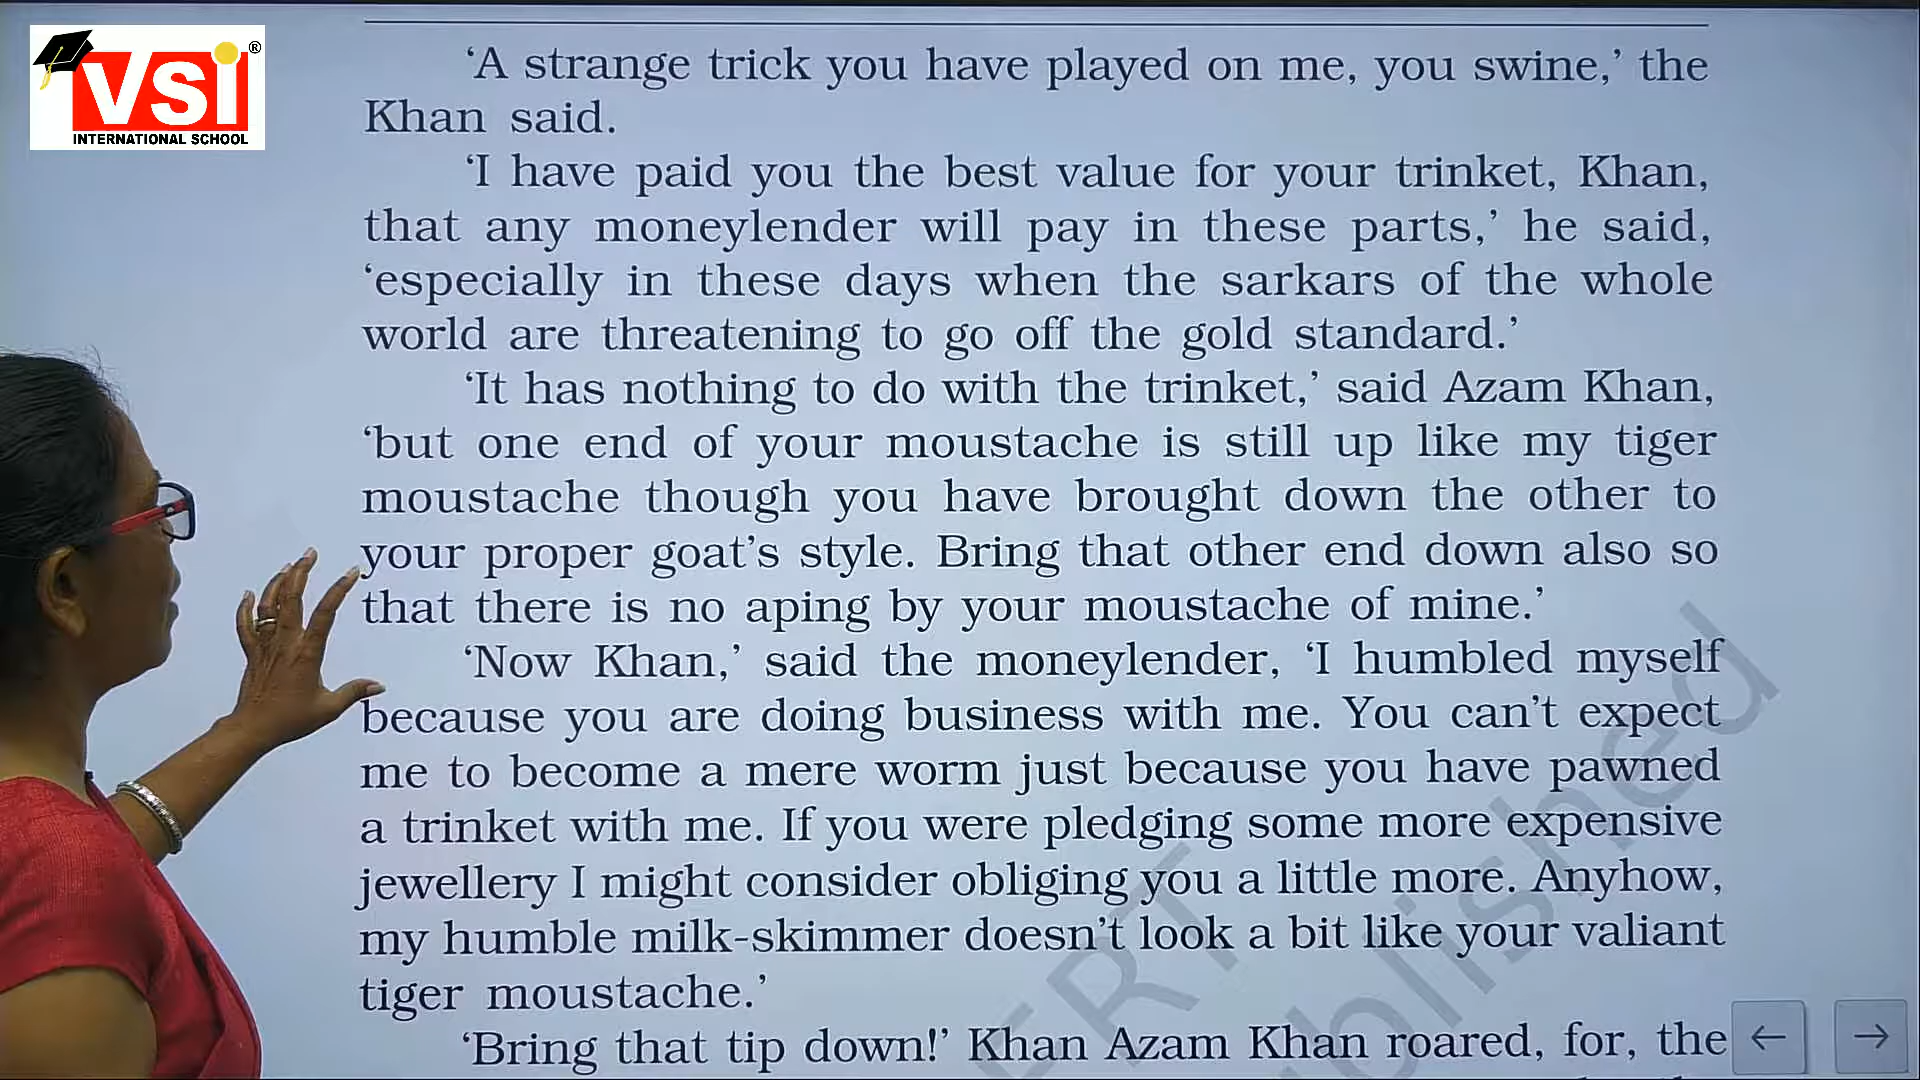 VSI®
INTERNATIONAL SCHOOL
‘A strange trick you have played on me, you swine,’ the
Khan said.
‘I have paid you the best value for your trinket, Khan,
that any moneylender will pay in these parts,’ he said,
‘especially in these days when the sarkars of the whole
world are threatening to go off the gold standard.’
‘It has nothing to do with the trinket,’ said Azam Khan,
‘but one end of your moustache is still up like my tiger
moustache though you have brought down the other to
your proper goat’s style. Bring that other end down also so
that there is no aping by your moustache of mine.’
‘Now Khan,’ said the moneylender, ‘I humbled myself
because you are doing business with me. You can’t expect
me to become a mere worm just because you have pawned
a trinket with me. If you were pledging some more expensive
jewellery I might consider obliging you a little more. Anyhow,
my humble milk-skimmer doesn’t look a bit like your valiant
tiger moustache.’
‘Bring that tip down!’ Khan Azam Khan roared, for, the